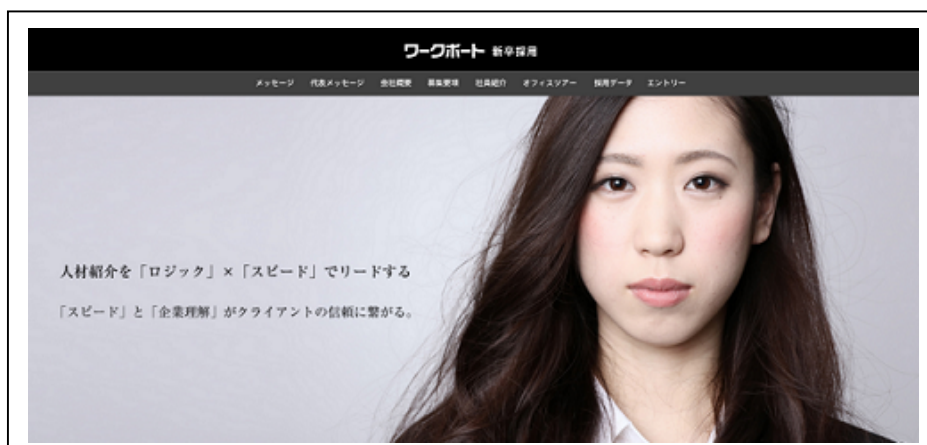 ワークポート 新卒採用
メッセージ 代表メッセージ 会社概要 募集要項 社員紹介 オフィスツアー 採用データ エントリー
人材紹介を「ロジック」×「スピード」でリードする
「スピード」と「企業理解」がクライアントの信頼に繋がる。